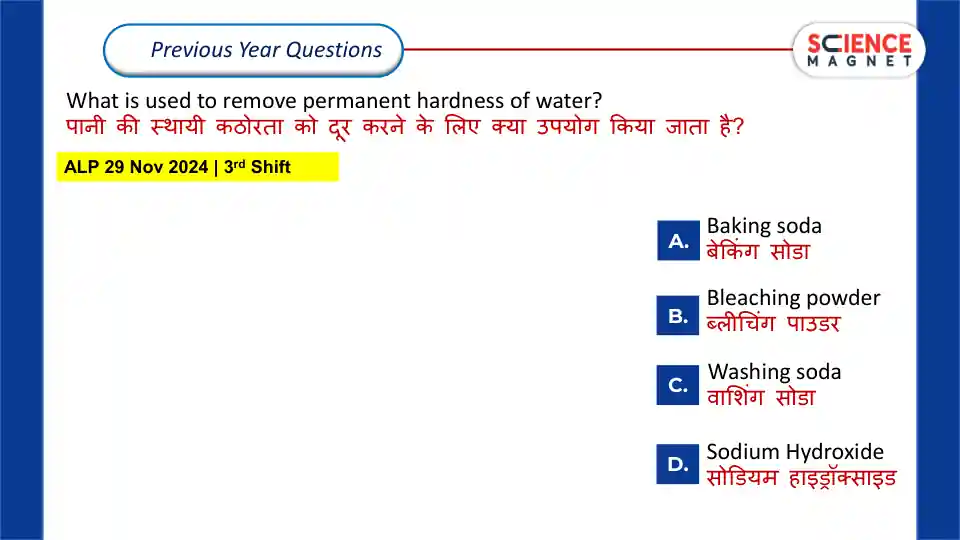 Previous Year Questions
SCIENCE
MAGNET
What is used to remove permanent hardness of water?
पानी की स्थायी कठोरता को दूर करने के लिए क्या उपयोग किया जाता है?
ALP 29 Nov 2024 | 3rd Shift
A.
Baking soda
बेकिंग सोडा
B.
Bleaching powder
ब्लीचिंग पाउडर
C.
Washing soda
वाशिंग सोडा
D.
Sodium Hydroxide
सोडियम हाइड्रॉक्साइड